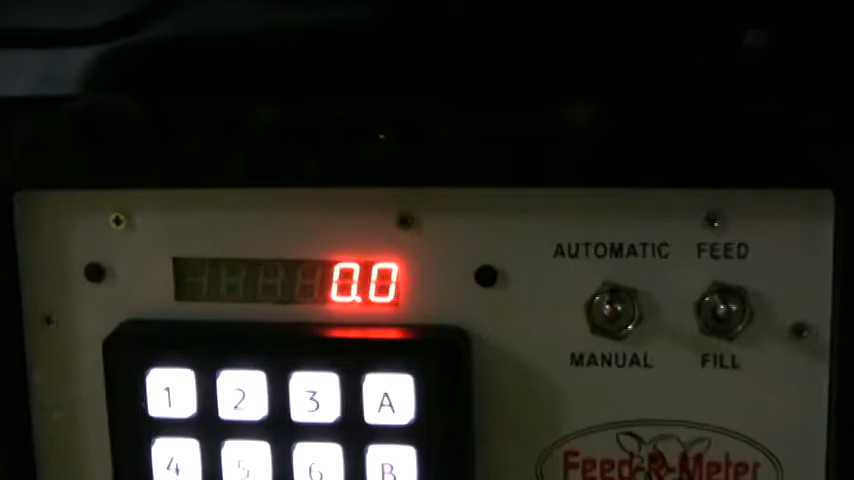 AUTOMATIC FEED
0.0
MANUAL FILL
1 2 3 A
4 5 6 B
Feed-R-Meter